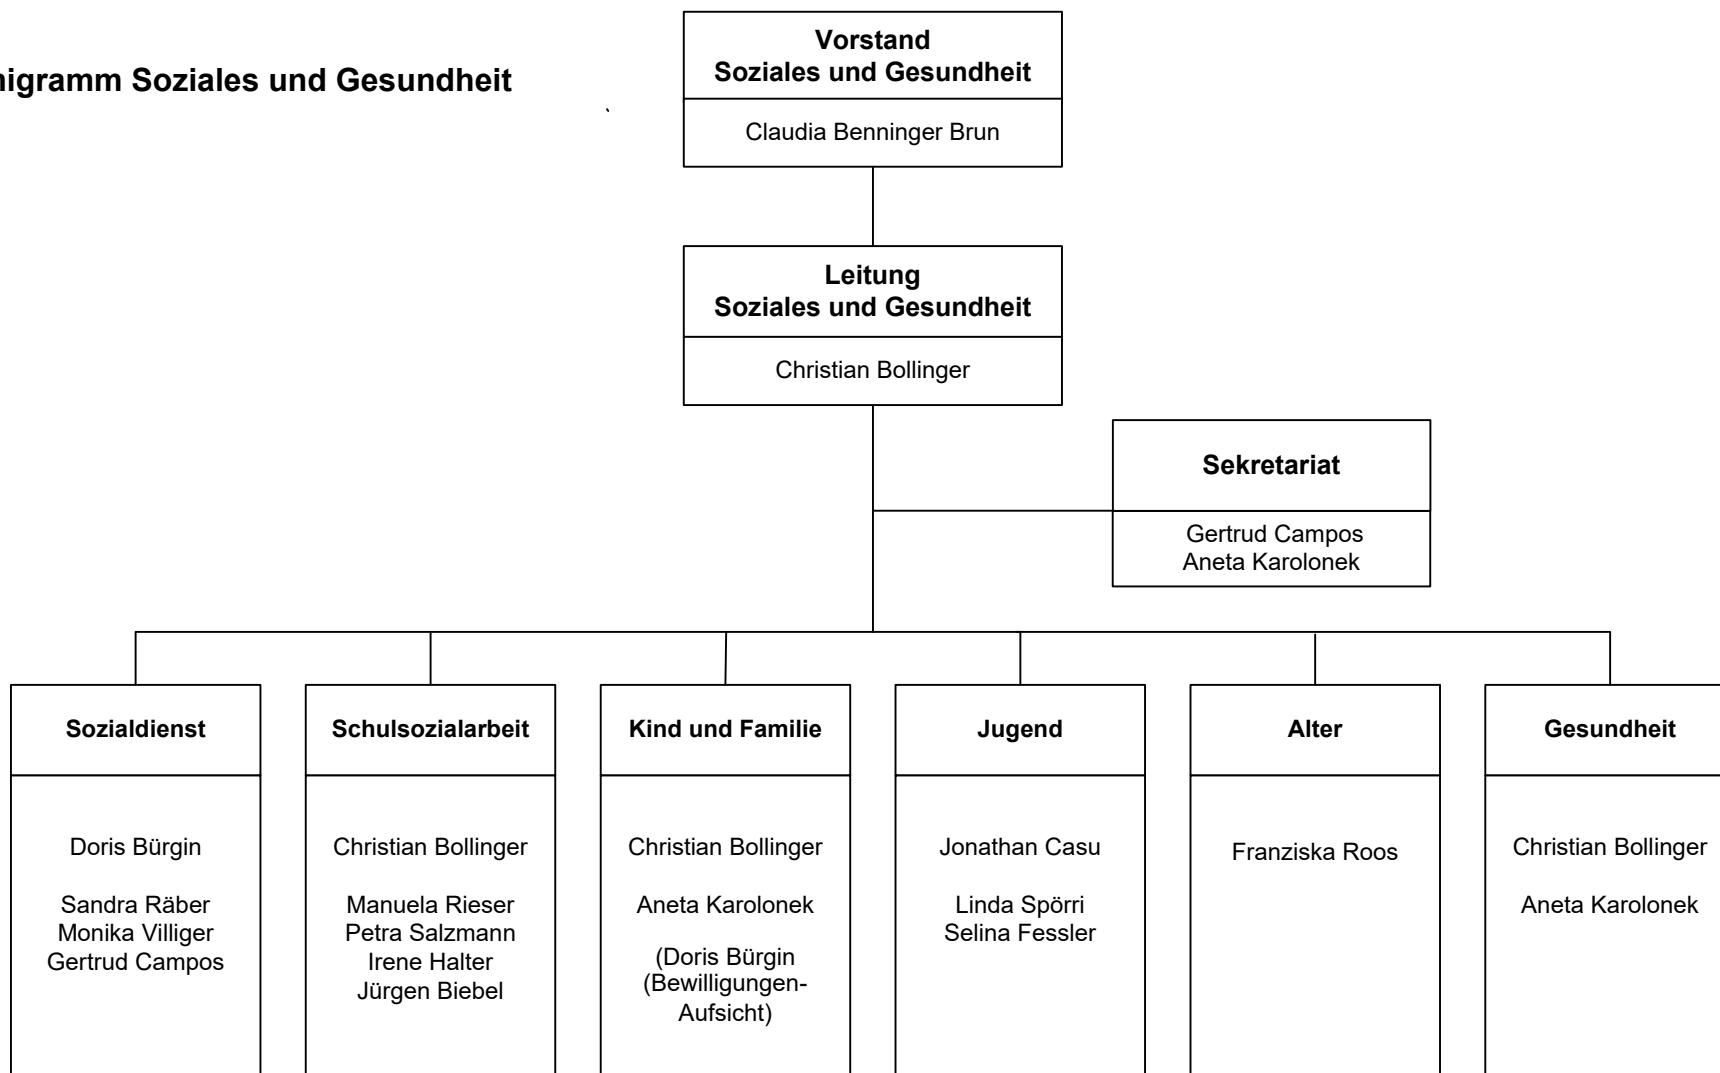 nigramm Soziales und Gesundheit
Vorstand
Soziales und Gesundheit
Claudia Benninger Brun
Leitung
Soziales und Gesundheit
Christian Bollinger
Sekretariat
Gertrud Campos
Aneta Karolonek
Sozialdienst
Doris Bürgin
Sandra Räber
Monika Villiger
Gertrud Campos
Schulsozialarbeit
Christian Bollinger
Manuela Rieser
Petra Salzmann
Irene Halter
Jürgen Biebel
Kind und Familie
Christian Bollinger
Aneta Karolonek
(Doris Bürgin
(Bewilligungen-
Aufsicht)
Jugend
Jonathan Casu
Linda Spörri
Selina Fessler
Alter
Franziska Roos
Gesundheit
Christian Bollinger
Aneta Karolonek